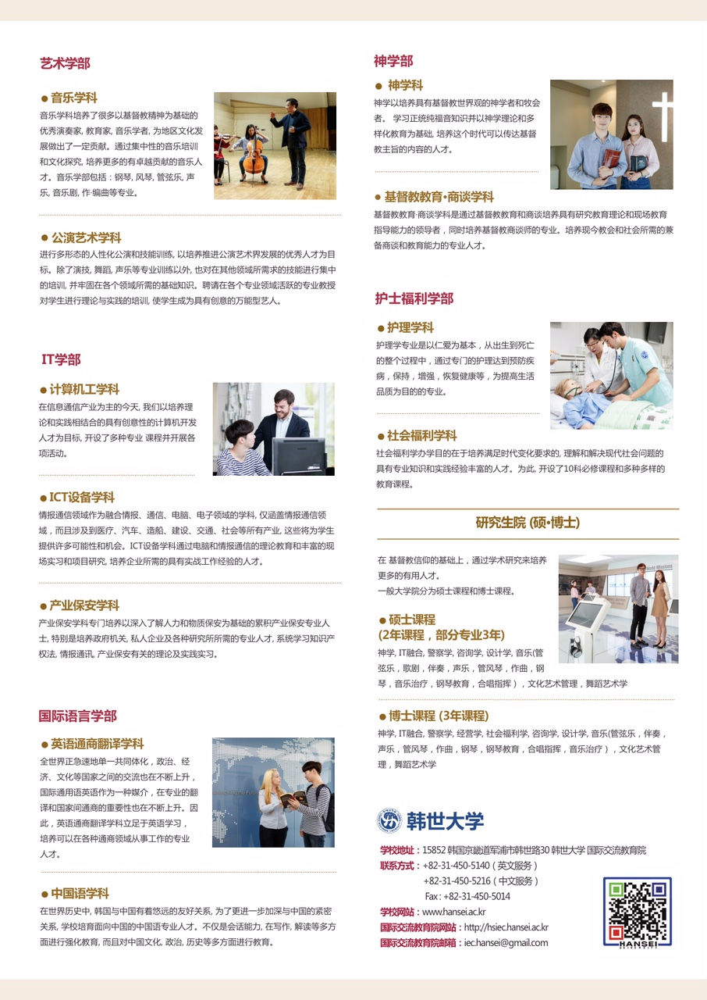 艺术学部
●音乐学科
音乐学科培养了很多以基督教精神为基础的
优秀演奏家, 教育家, 音乐学者, 为地区文化发
展做出了一定贡献。通过集中性的音乐培训
和文化探究, 培养更多的有卓越贡献的音乐人
才。音乐学部包括：钢琴, 风琴, 管弦乐, 声
乐, 音乐剧, 作·编曲等专业。
● 公演艺术学科
进行多形态的人性化公演和技能训练, 以培养推进公演艺术界发展的优秀人才为目
标。除了演技, 舞蹈, 声乐等专业训练以外, 也对在其他领域所需求的技能进行集中
的培训, 并牢固在各个领域所需的基础知识。聘请在各个专业领域活跃的专业教授
对学生进行理论与实践的培训, 使学生成为具有创意的万能型艺人。
IT学部
●计算机工学科
在信息通信产业为主的今天, 我们以培养理
论和实践相结合的具有创意性的计算机开发
人才为目标, 开设了多种专业 课程并开展各
项活动。
●ICT设备学科
情报通信领域作为融合情报、通信、电脑、电子领域的学科, 仅涵盖情报通信领
域，而且涉及到医疗、汽车、造船、建设、交通、社会等所有产业, 这些将为学生
提供许多可能性和机会。ICT设备学科通过电脑和情报通信的理论教育和丰富的现
场实习和项目研究, 培养企业所需的具有实战工作经验的人才。
●产业保安学科
产业保安学科专门培养以深入了解人力和物质保安为基础的累积产业保安专业人
士, 特别是培养政府机关, 私人企业及各种研究所所需的专业人才, 系统学习知识产
权法, 情报通讯, 产业保安有关的理论及实践实习。
国际语言学部
●英语通商翻译学科
全世界正急速地单一共同体化，政治、经
济、文化等国家之间的交流也在不断上升，
国际通用语英语作为一种媒介，在专业的翻
译和国家间通商的重要性也在不断上升。因
此，英语通商翻译学科立足于英语学习，
培养可以在各种通商领域从事工作的专业
人才。
●中国语学科
在世界历史中, 韩国与中国有着悠远的友好关系, 为了更进一步加深与中国的紧密
关系, 学校培育面向中国的中国语专业人才。不仅是会话能力, 在写作, 解读等多方
面进行强化教育, 而且对中国文化, 政治, 历史等多方面进行教育。
神学部
● 神学科
神学以培养具有基督教世界观的神学者和牧会
者。 学习正统纯福音知识并以神学理论和多
样化教育为基础, 培养这个时代可以传达基督
教主旨的内容的人才。
● 基督教教育·商谈学科
基督教教育·商谈学科是通过基督教教育和商谈培养具有研究教育理论和现场教育
指导能力的领导者，同时培养基督教商谈师的专业。培养现今教会和社会所需的兼
备商谈和教育能力的专业人才。
护士福利学部
●护理学科
护理学专业是以仁爱为基本，从出生到死亡
的整个过程中，通过专门的护理达到预防疾
病，保持，增强，恢复健康等，为提高生活
品质为目的的专业。
●社会福利学科
社会福利学办学目的在于培养满足时代变化要求的, 理解和解决现代社会问题的
具有专业知识和实践经验丰富的人才。为此, 开设了10科必修课程和多种多样的
教育课程。
研究生院 (硕·博士)
在 基督教信仰的基础上，通过学术研究来培养
更多的有用人才。
一般大学院分为硕士课程和博士课程。
World Missions
●硕士课程
(2年课程，部分专业3年)
神学, IT融合, 警察学, 咨询学, 设计学, 音乐(管
弦乐，歌剧，伴奏，声乐，管风琴，作曲，钢
琴，音乐治疗，钢琴教育，合唱指挥），文化艺术管理，舞蹈艺术学
●博士课程 (3年课程)
神学, IT融合, 警察学, 经营学, 社会福利学, 咨询学, 设计学, 音乐(管弦乐，伴奏，
声乐，管风琴，作曲，钢琴，钢琴教育，合唱指挥，音乐治疗），文化艺术管
理，舞蹈艺术学
韩世大学
学校地址：15852 韩国京畿道军浦市韩世路30 韩世大学 国际交流教育院
联系方式：+82-31-450-5140（英文服务）
+82-31-450-5216（中文服务）
Fax : +82-31-450-5014
学校网站：www.hansei.ac.kr
国际交流教育院网站：http://hsiec.hansei.ac.kr
国际交流教育院邮箱：iec.hansei@gmail.com
HANSEI